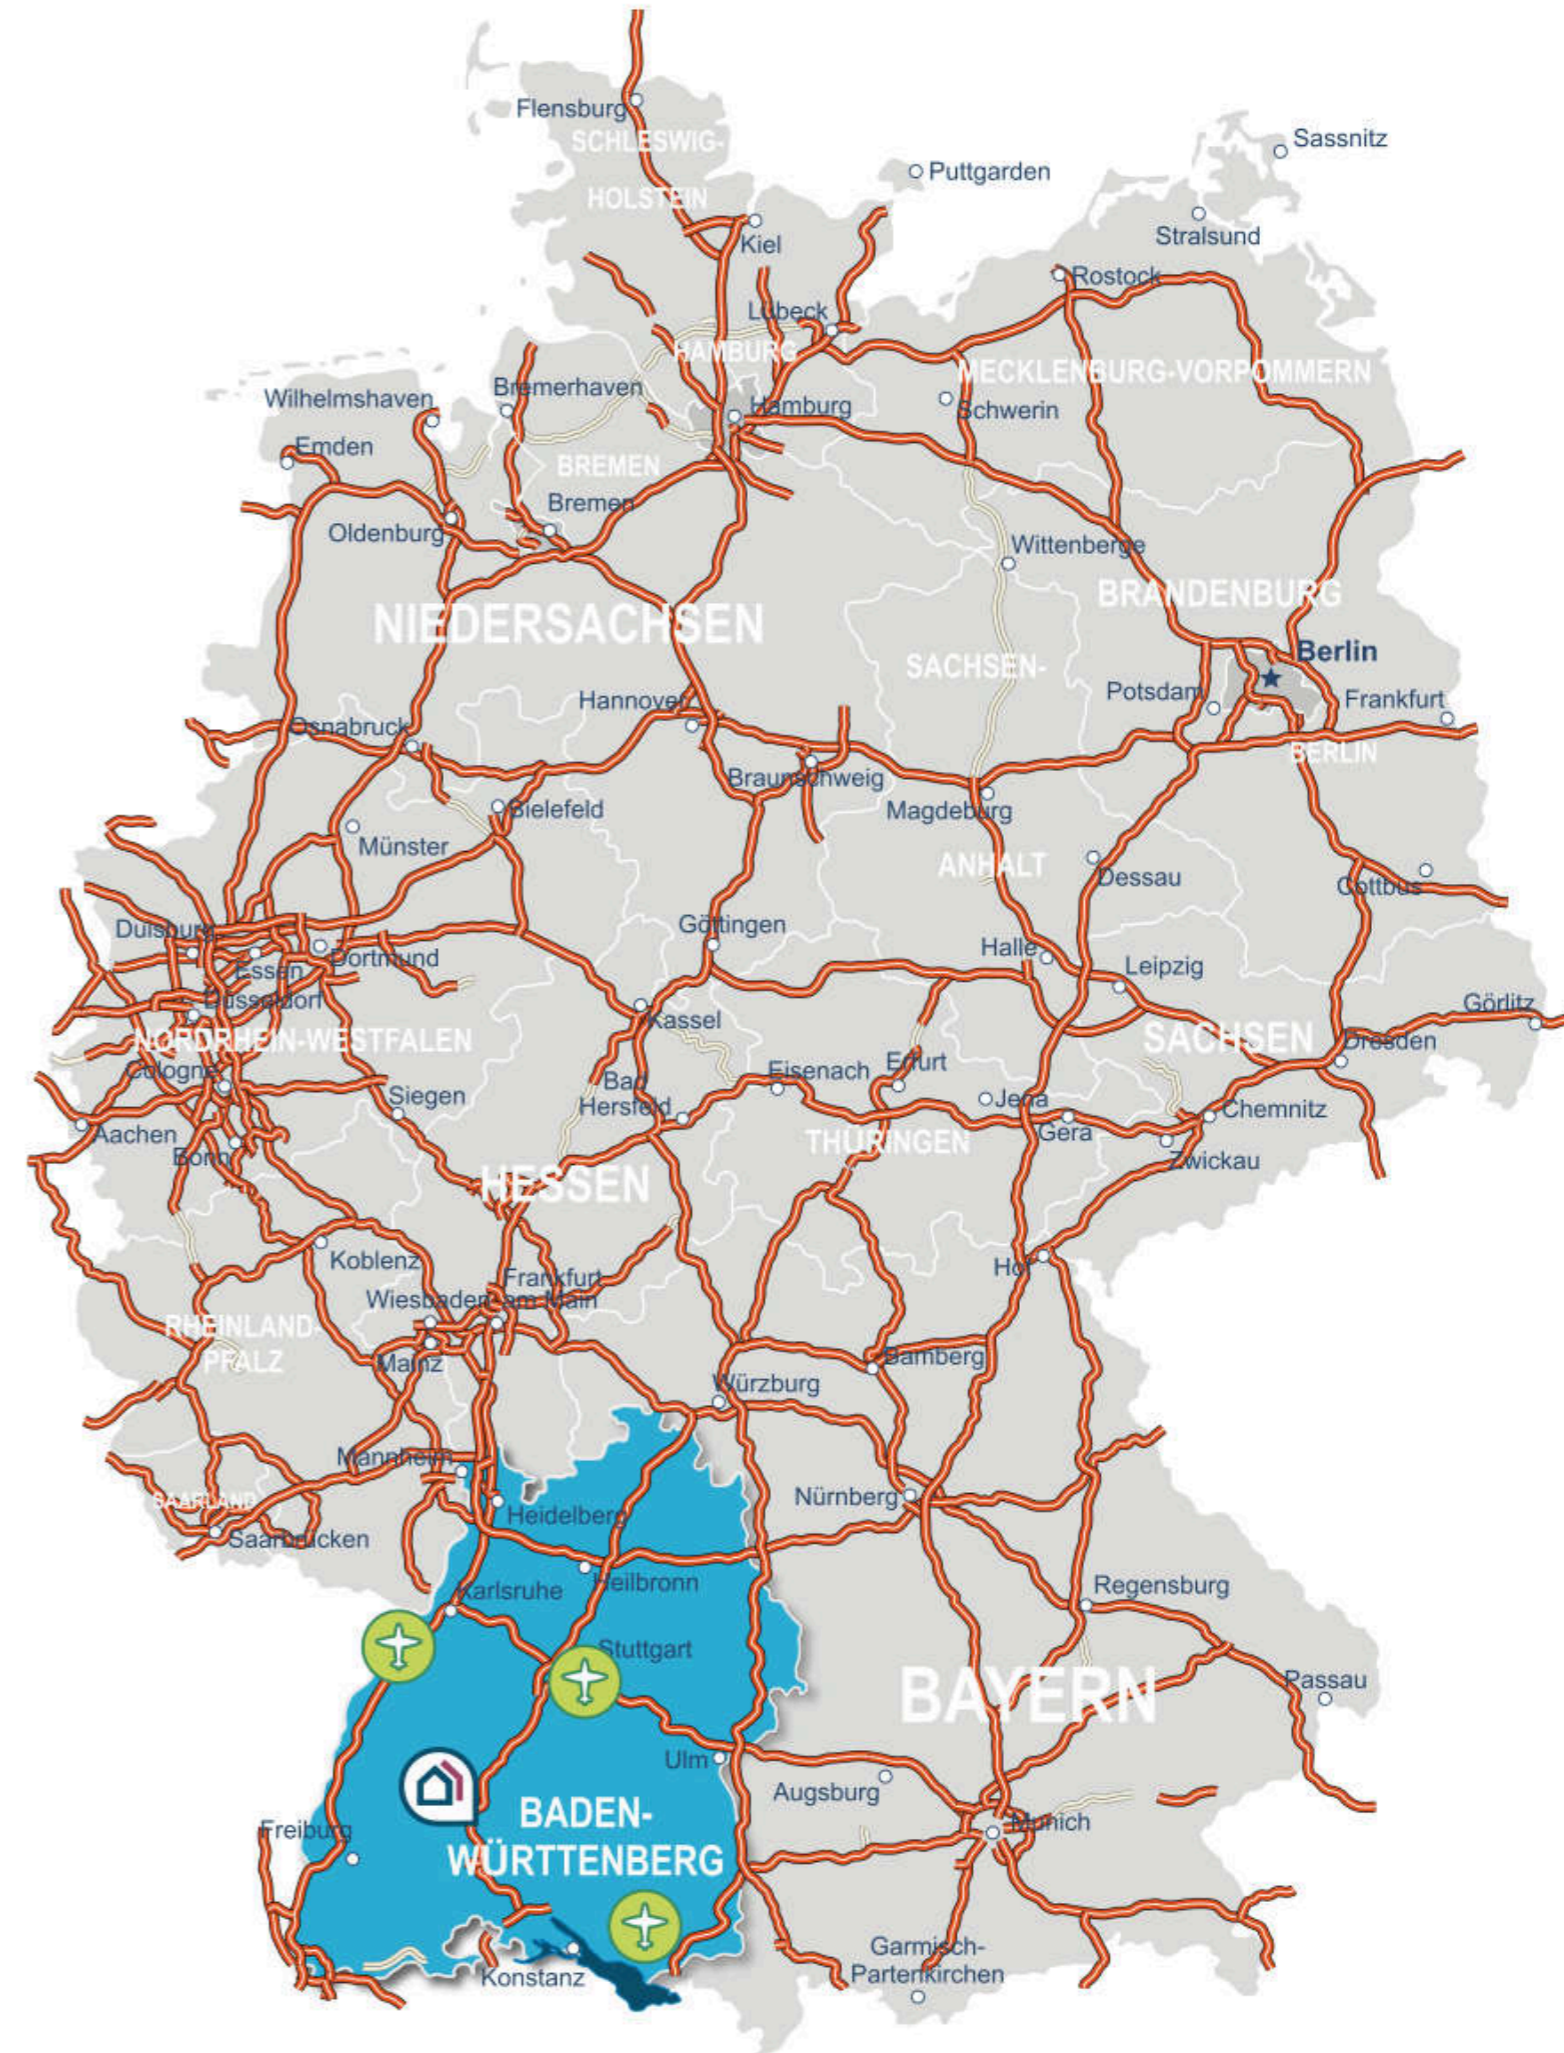 Flensburg
SCHLESWIG-
HOLSTEIN
Sassnitz
Puttgarden
Stralsund
Kiel
Rostock
Lübeck
HAMBURG
MECKLENBURG-VORPOMMERN
Wilhelmshaven
Bremerhaven
Hamburg
Schwerin
Emden
BREMEN
Bremen
Oldenburg
Wittenberge
BRANDENBURG
NIEDERSACHSEN
Berlin
SACHSEN-
Potsdam
Frankfurt
Hannover
Osnabruck
BERLIN
Braunschweig
Magdeburg
Bielefeld
Münster
ANHALT
Dessau
Cottbus
Duisburg
Göttingen
Halle
Leipzig
Essen
Dortmund
Düsseldorf
Görlitz
Kassel
NORDRHEIN-WESTFALEN
SACHSEN
Dresden
Cologne
Eisenach
Erfurt
Bad
Hersfeld
Siegen
Jena
Chemnitz
Aachen
Gera
THÜRINGEN
Bonn
Zwickau
HESSEN
Koblenz
Hof
Frankfurt
am Main
Wiesbaden
RHEINLAND-
PFALZ
Mainz
Bamberg
Würzburg
Mannheim
Nürnberg
SAARLAND
Heidelberg
Saarbrücken
Karlsruhe
Heilbronn
Regensburg
Stuttgart
BAYERN
Passau
Ulm
Augsburg
Munich
BADEN-
WÜRTTENBERG
Freiburg
Garmisch-
Partenkirchen
Konstanz